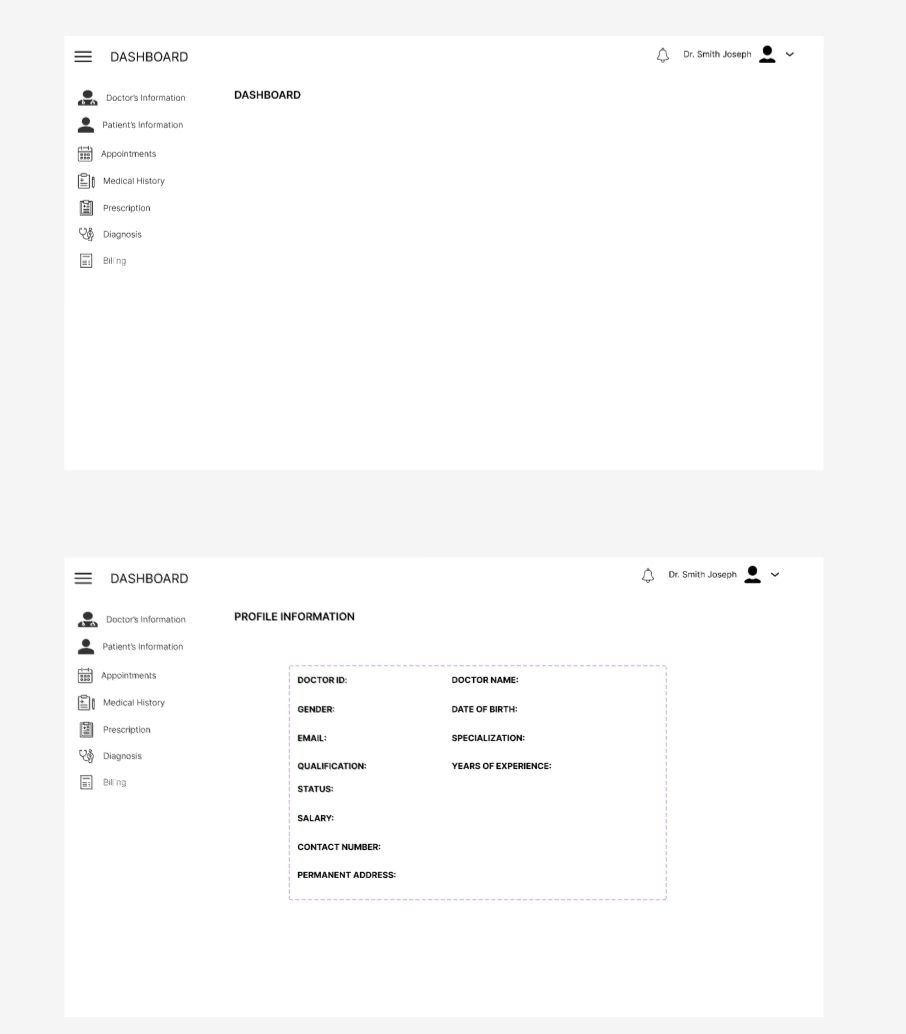 DASHBOARD
Dr. Smith Joseph
Doctor's Information
DASHBOARD
Patient's Information
Appointments
Medical History
Prescription
Diagnosis
Billing
DASHBOARD
Dr. Smith Joseph
Doctor's Information
PROFILE INFORMATION
Patient's Information
Appointments
Medical History
Prescription
Diagnosis
Billing
DOCTOR ID: DOCTOR NAME:
GENDER: DATE OF BIRTH:
EMAIL: SPECIALIZATION:
QUALIFICATION: YEARS OF EXPERIENCE:
STATUS:
SALARY:
CONTACT NUMBER:
PERMANENT ADDRESS: